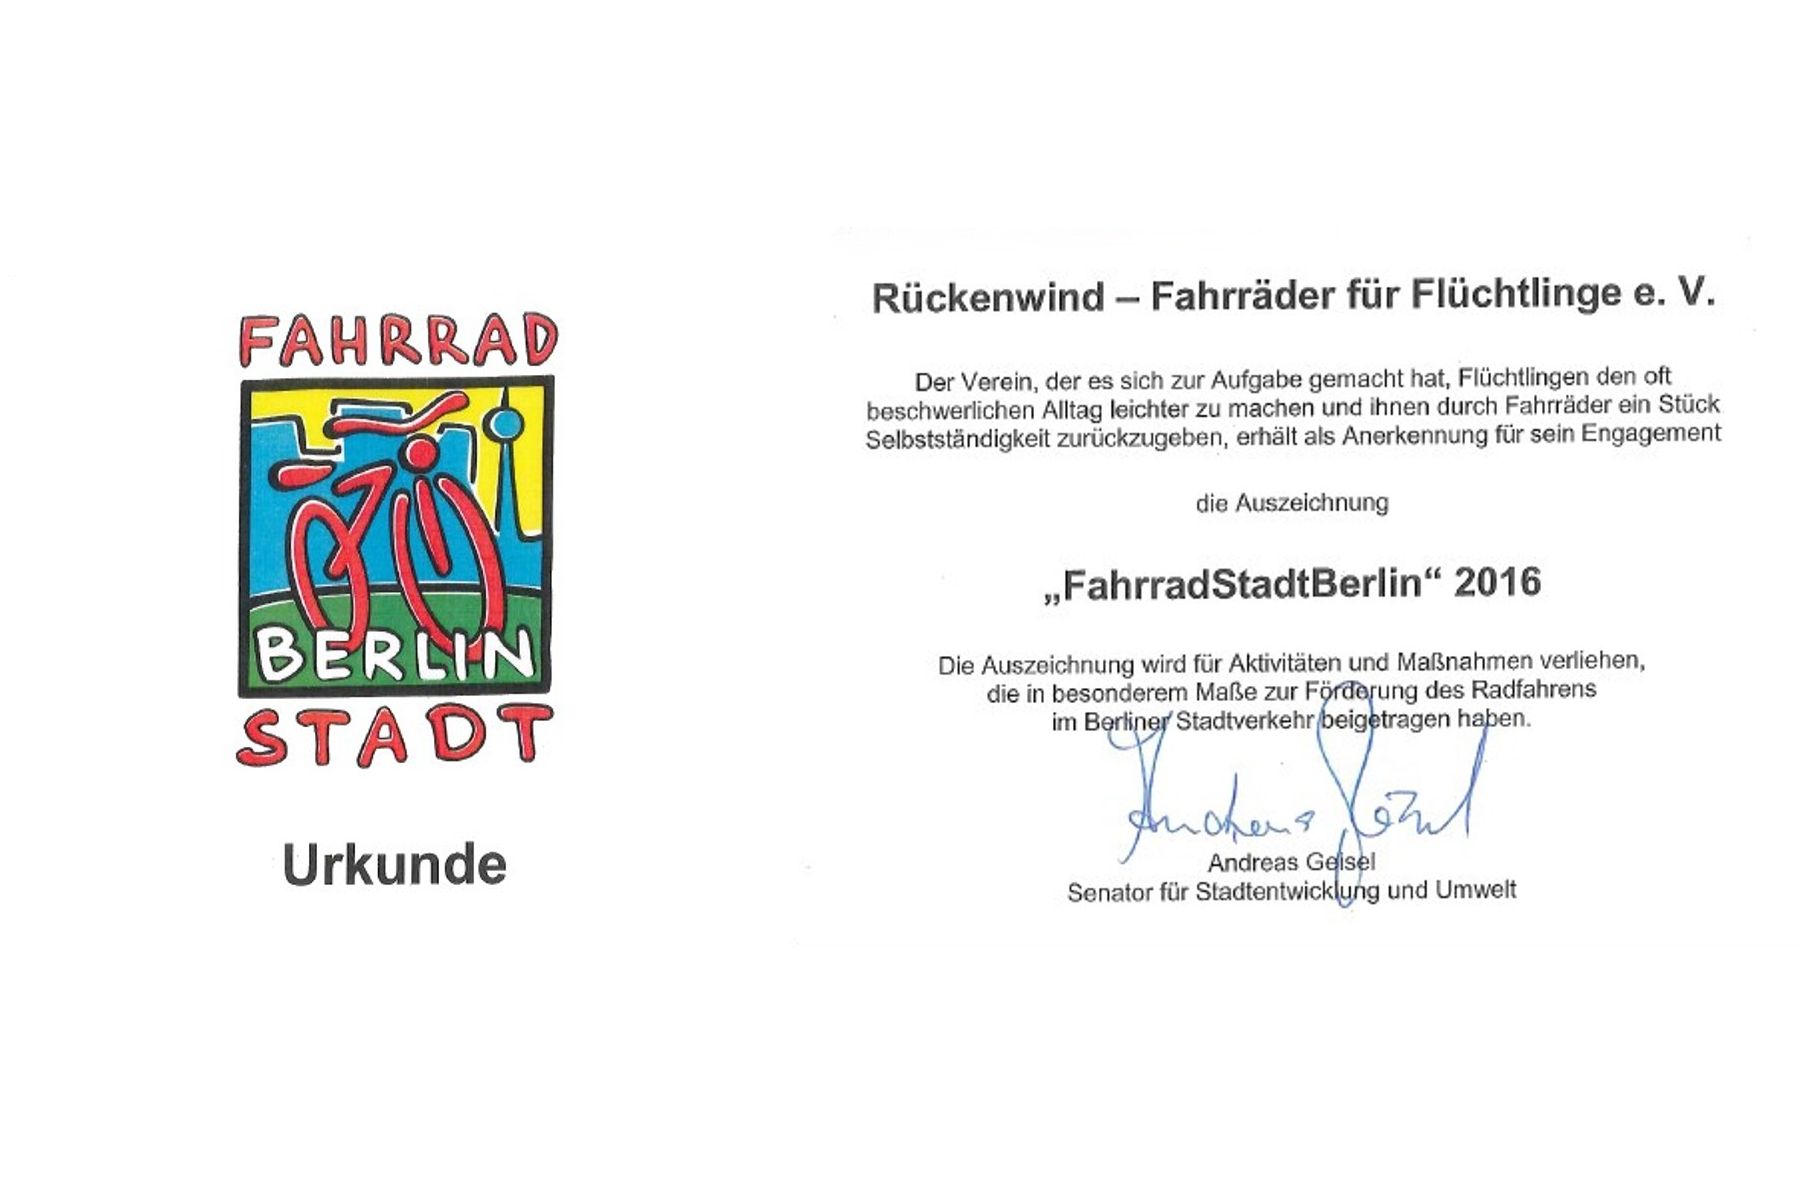 FAHRRAD
BERLIN
STADT
Urkunde
Rückenwind – Fahrräder für Flüchtlinge e. V.
Der Verein, der es sich zur Aufgabe gemacht hat, Flüchtlingen den oft
beschwerlichen Alltag leichter zu machen und ihnen durch Fahrräder ein Stück
Selbstständigkeit zurückzugeben, erhält als Anerkennung für sein Engagement
die Auszeichnung
„FahrradStadtBerlin“ 2016
Die Auszeichnung wird für Aktivitäten und Maßnahmen verliehen,
die in besonderem Maße zur Förderung des Radfahrens
im Berliner Stadtverkehr beigetragen haben.
Andreas Geisel
Andreas Geisel
Senator für Stadtentwicklung und Umwelt